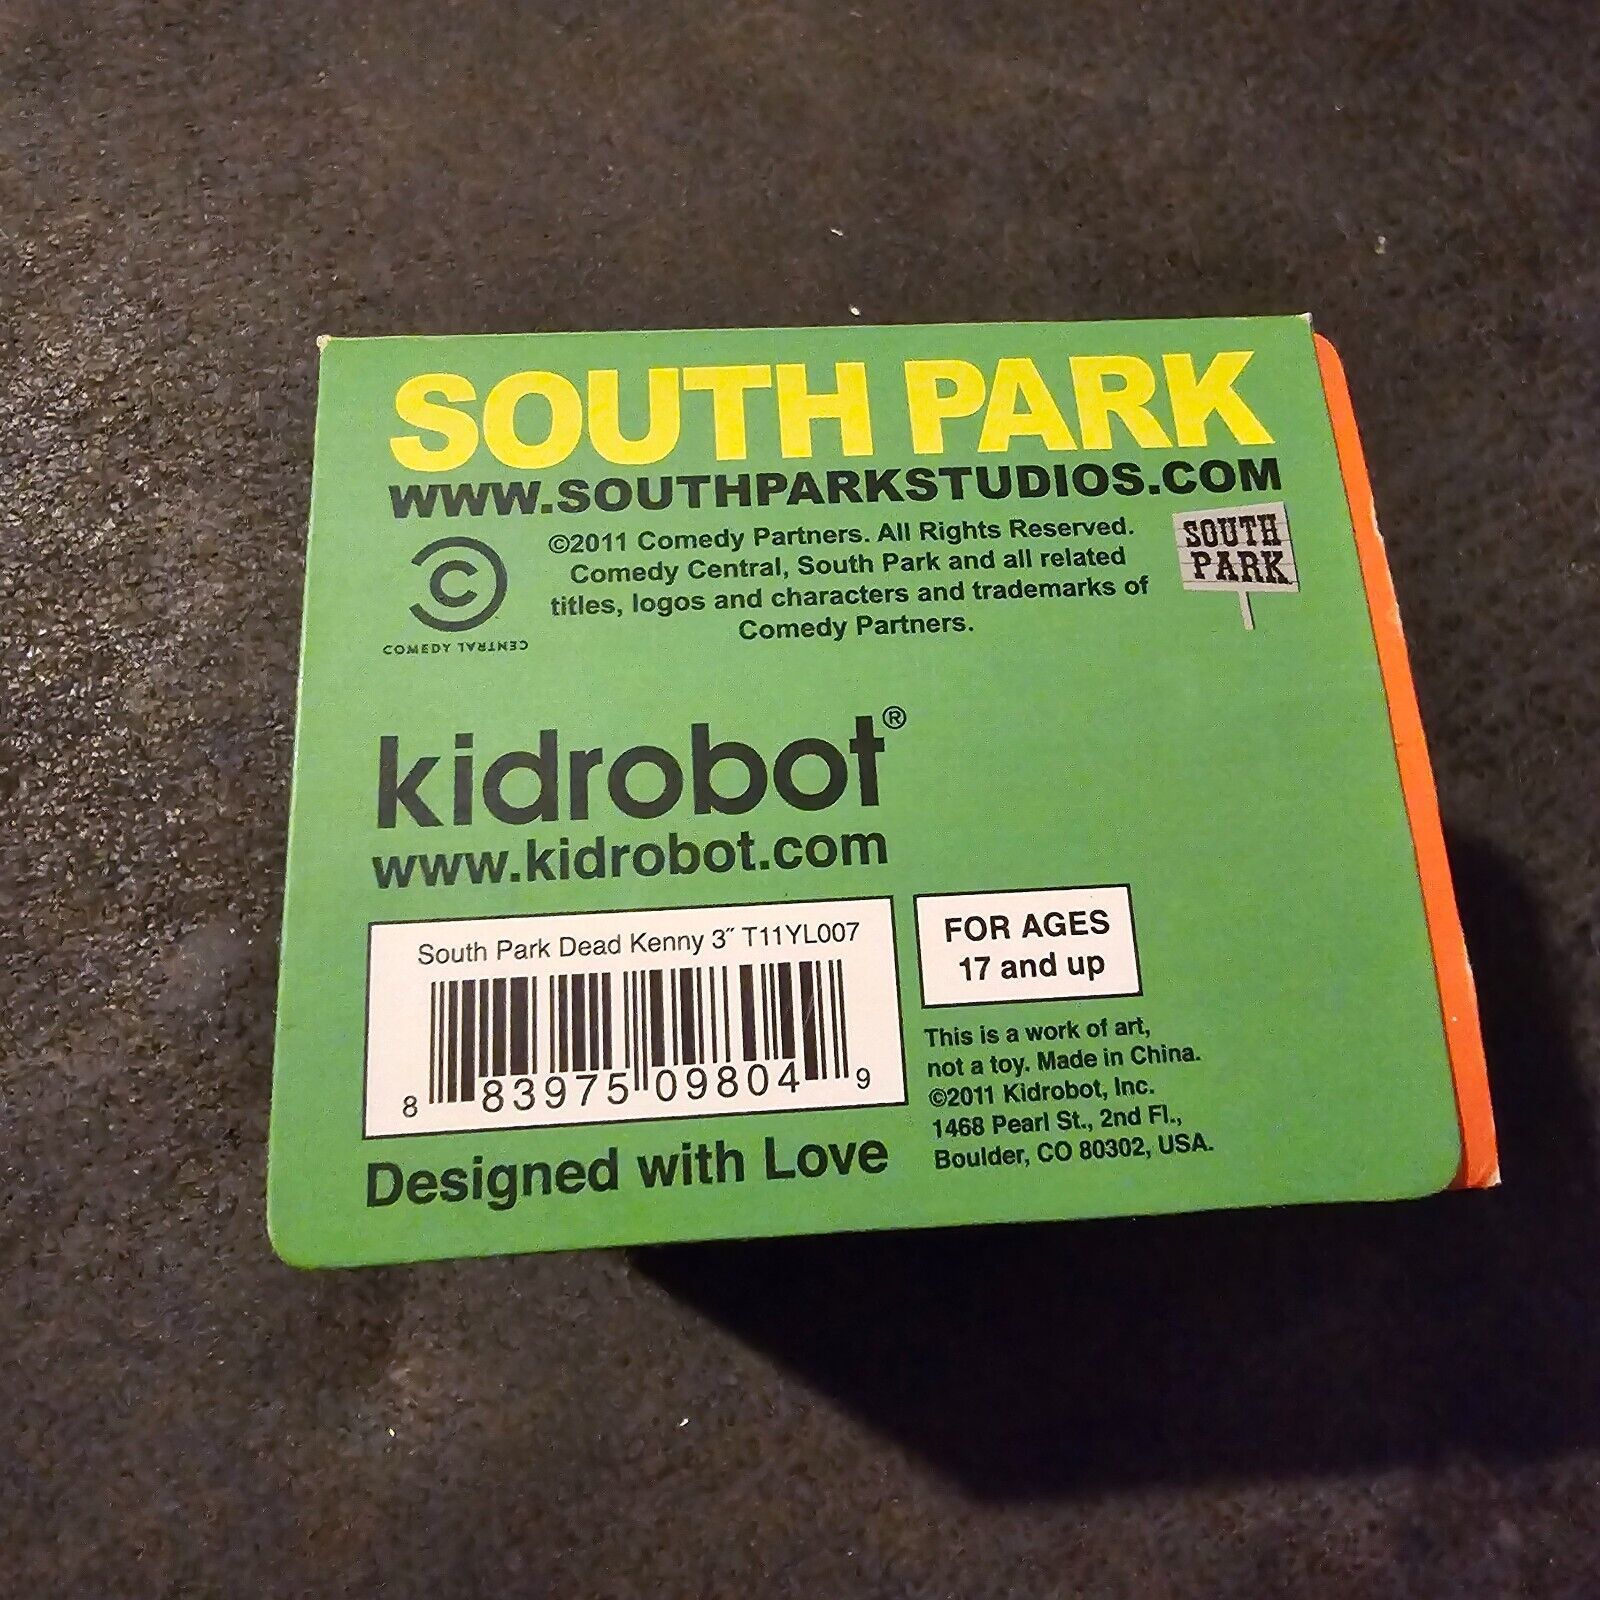 SOUTH PARK
WWW.SOUTHPARKSTUDIOS.COM
©2011 Comedy Partners. All Rights Reserved.
Comedy Central, South Park and all related
titles, logos and characters and trademarks of
Comedy Partners.
C
COMEDY CENTRAL
SOUTH
PARK
kidrobot®
www.kidrobot.com
South Park Dead Kenny 3″ T11YL007
8 83975 09804 9
FOR AGES
17 and up
This is a work of art,
not a toy. Made in China.
©2011 Kidrobot, Inc.
1468 Pearl St., 2nd Fl.,
Boulder, CO 80302, USA.
Designed with Love